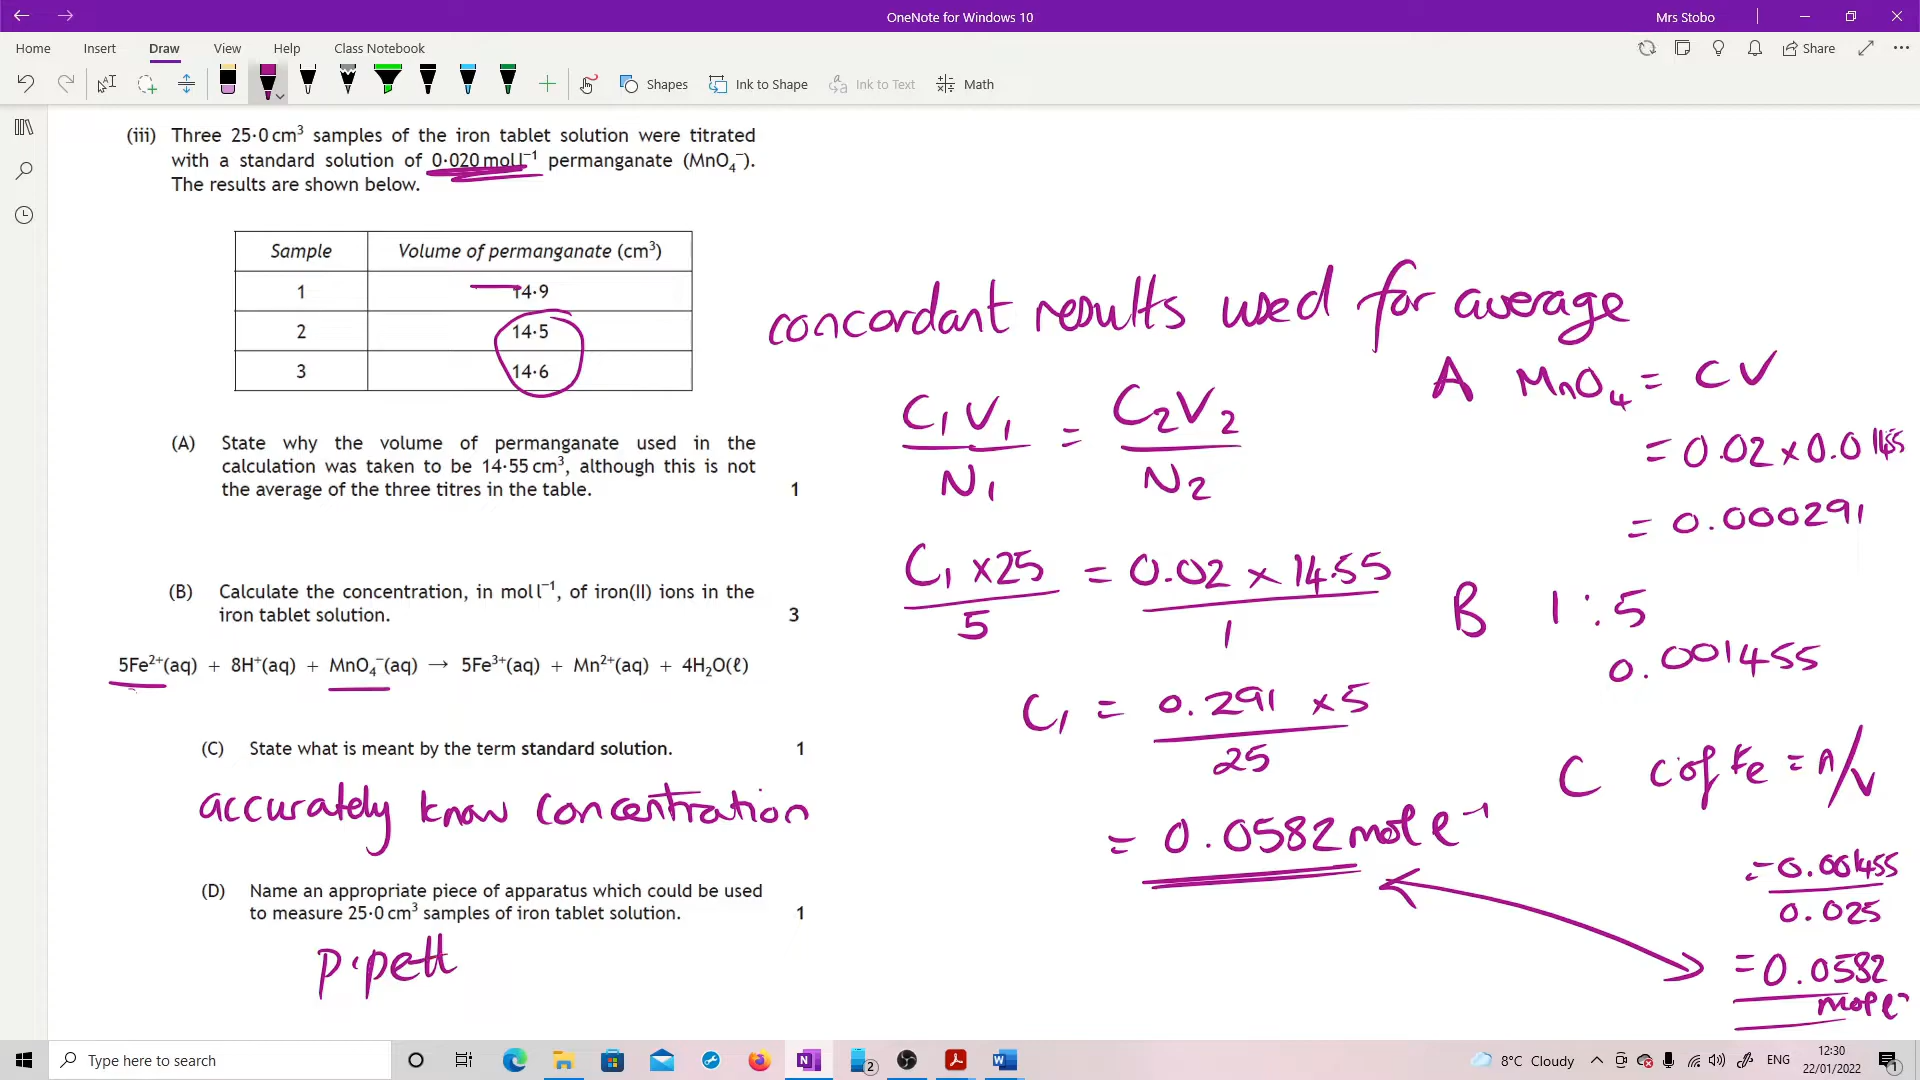 OneNote for Windows 10
Mrs Stobo
Home Insert Draw View Help Class Notebook
Share
Shapes Ink to Shape Ink to Text Math
(iii) Three 25·0 cm³ samples of the iron tablet solution were titrated
with a standard solution of 0·020 mol l⁻¹ permanganate (MnO₄⁻).
The results are shown below.
Sample Volume of permanganate (cm³)
1 14·9
2 14·5
3 14·6
concordant results used for average
(A) State why the volume of permanganate used in the
calculation was taken to be 14·55 cm³, although this is not
the average of the three titres in the table. 1
(B) Calculate the concentration, in mol l⁻¹, of iron(II) ions in the
iron tablet solution. 3
5Fe²⁺(aq) + 8H⁺(aq) + MnO₄⁻(aq) → 5Fe³⁺(aq) + Mn²⁺(aq) + 4H₂O(ℓ)
(C) State what is meant by the term standard solution. 1
accurately know concentration
(D) Name an appropriate piece of apparatus which could be used
to measure 25·0 cm³ samples of iron tablet solution. 1
p·pett
C₁V₁ = C₂V₂
N₁ N₂
C₁ x 25 = 0.02 x 14.55
5 1
C₁ = 0.291 x 5
25
= 0.0582 mol l⁻¹
A MnO₄ = CV
= 0.02 x 0.01455
= 0.000291
B 1 : 5
0.001455
C C of Fe = n/v
= 0.001455
0.025
= 0.0582
mol l⁻
Type here to search
2
8°C Cloudy
ENG
12:30
22/01/2022
1